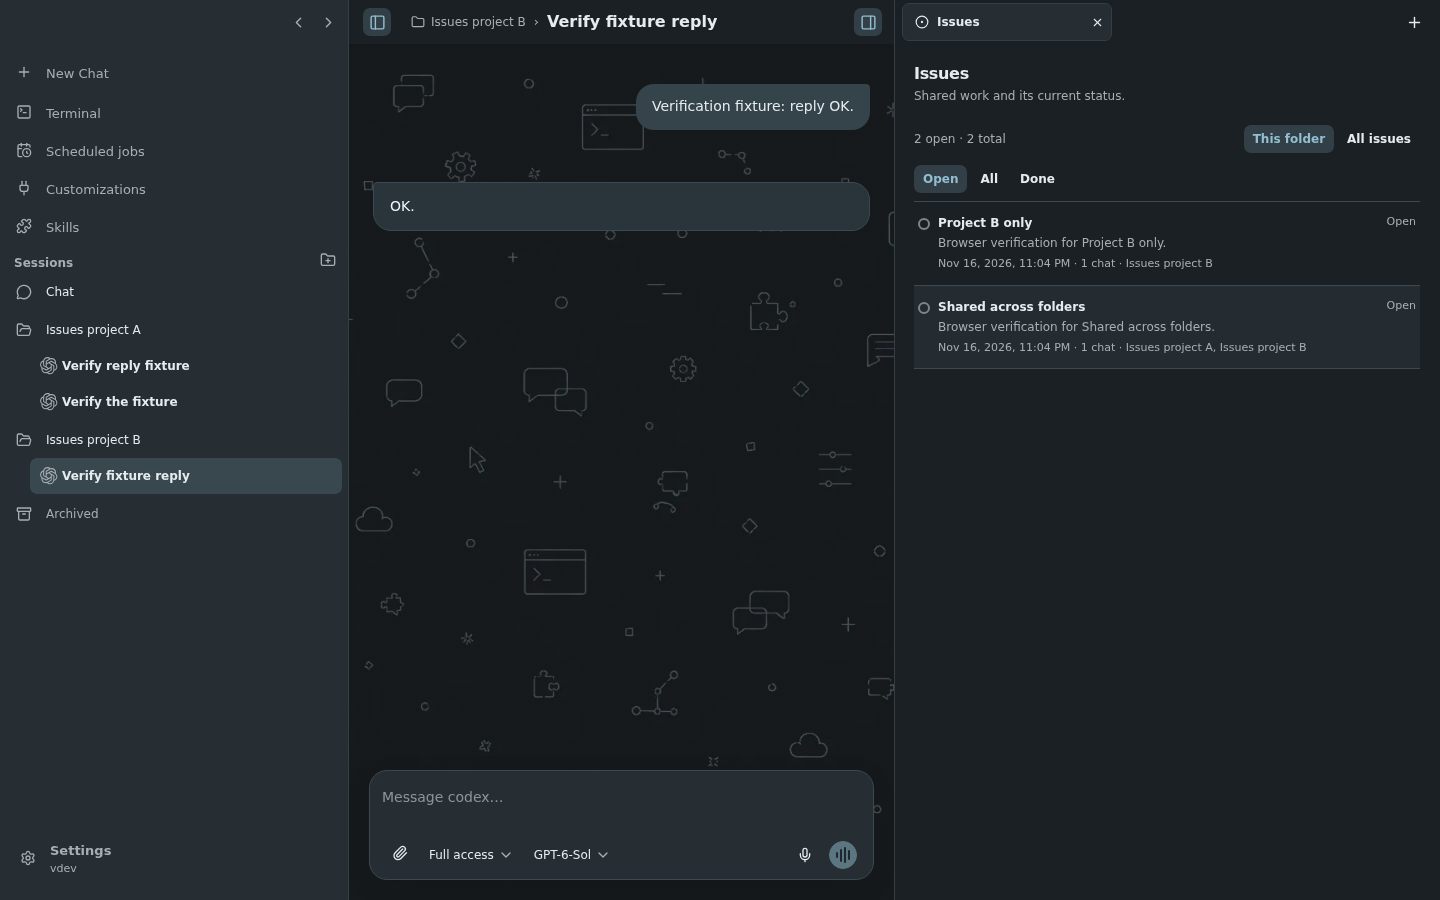 New Chat
Terminal
Scheduled jobs
Customizations
Skills
Sessions
Chat
Issues project A
Verify reply fixture
Verify the fixture
Issues project B
Verify fixture reply
Archived
Settings
vdev
Issues project B › Verify fixture reply
Verification fixture: reply OK.
OK.
Message codex…
Full access
GPT-6-Sol
Issues
Issues
Shared work and its current status.
2 open · 2 total
This folder
All issues
Open
All
Done
Project B only
Open
Browser verification for Project B only.
Nov 16, 2026, 11:04 PM · 1 chat · Issues project B
Shared across folders
Open
Browser verification for Shared across folders.
Nov 16, 2026, 11:04 PM · 1 chat · Issues project A, Issues project B